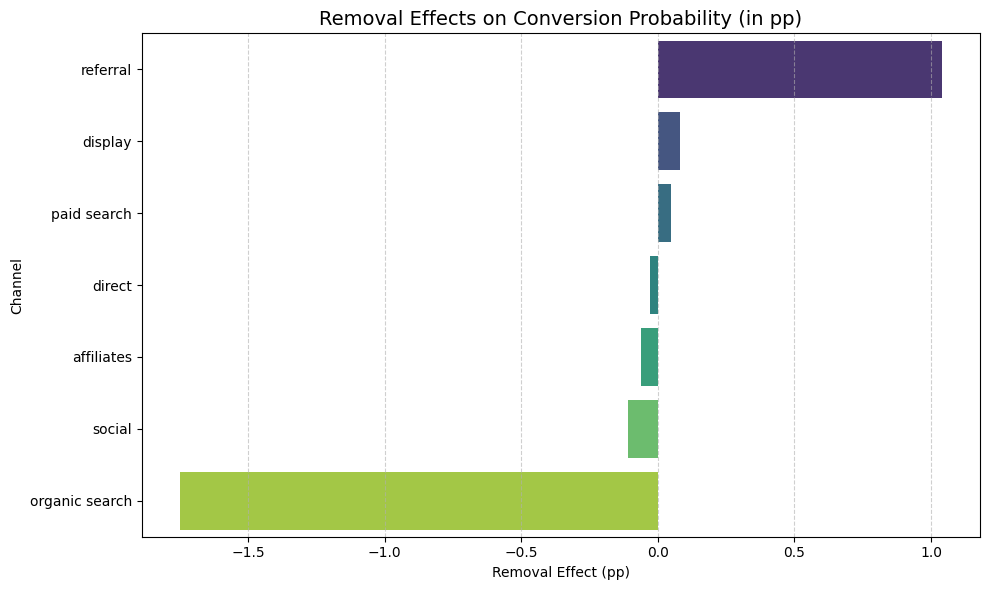 Removal Effects on Conversion Probability (in pp)
referral
display
paid search
direct
affiliates
social
organic search
Channel
−1.5 −1.0 −0.5 0.0 0.5 1.0
Removal Effect (pp)